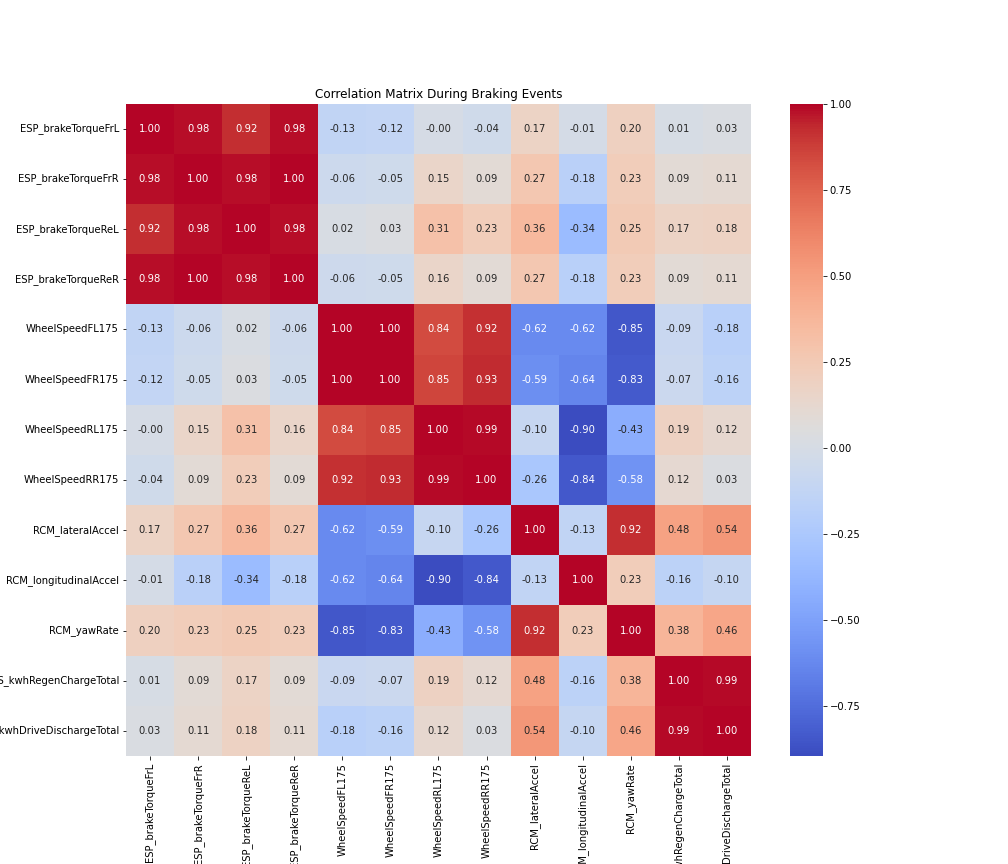 Correlation Matrix During Braking Events
ESP_brakeTorqueFrL 1.00 0.98 0.92 0.98 -0.13 -0.12 -0.00 -0.04 0.17 -0.01 0.20 0.01 0.03
ESP_brakeTorqueFrR 0.98 1.00 0.98 1.00 -0.06 -0.05 0.15 0.09 0.27 -0.18 0.23 0.09 0.11
ESP_brakeTorqueReL 0.92 0.98 1.00 0.98 0.02 0.03 0.31 0.23 0.36 -0.34 0.25 0.17 0.18
ESP_brakeTorqueReR 0.98 1.00 0.98 1.00 -0.06 -0.05 0.16 0.09 0.27 -0.18 0.23 0.09 0.11
WheelSpeedFL175 -0.13 -0.06 0.02 -0.06 1.00 1.00 0.84 0.92 -0.62 -0.62 -0.85 -0.09 -0.18
WheelSpeedFR175 -0.12 -0.05 0.03 -0.05 1.00 1.00 0.85 0.93 -0.59 -0.64 -0.83 -0.07 -0.16
WheelSpeedRL175 -0.00 0.15 0.31 0.16 0.84 0.85 1.00 0.99 -0.10 -0.90 -0.43 0.19 0.12
WheelSpeedRR175 -0.04 0.09 0.23 0.09 0.92 0.93 0.99 1.00 -0.26 -0.84 -0.58 0.12 0.03
RCM_lateralAccel 0.17 0.27 0.36 0.27 -0.62 -0.59 -0.10 -0.26 1.00 -0.13 0.92 0.48 0.54
RCM_longitudinalAccel -0.01 -0.18 -0.34 -0.18 -0.62 -0.64 -0.90 -0.84 -0.13 1.00 0.23 -0.16 -0.10
RCM_yawRate 0.20 0.23 0.25 0.23 -0.85 -0.83 -0.43 -0.58 0.92 0.23 1.00 0.38 0.46
S_kwhRegenChargeTotal 0.01 0.09 0.17 0.09 -0.09 -0.07 0.19 0.12 0.48 -0.16 0.38 1.00 0.99
kwhDriveDischargeTotal 0.03 0.11 0.18 0.11 -0.18 -0.16 0.12 0.03 0.54 -0.10 0.46 0.99 1.00
ESP_brakeTorqueFrL
ESP_brakeTorqueFrR
ESP_brakeTorqueReL
ESP_brakeTorqueReR
WheelSpeedFL175
WheelSpeedFR175
WheelSpeedRL175
WheelSpeedRR175
RCM_lateralAccel
M_longitudinalAccel
RCM_yawRate
whRegenChargeTotal
DriveDischargeTotal
1.00
0.75
0.50
0.25
0.00
−0.25
−0.50
−0.75